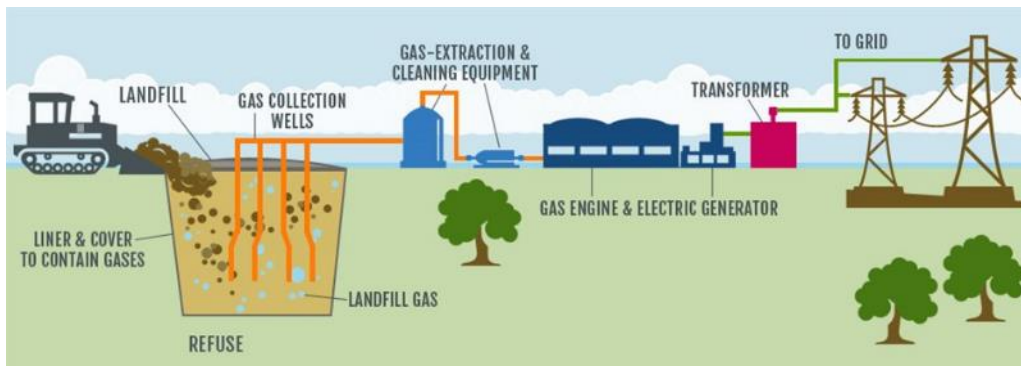 LANDFILL
GAS COLLECTION
WELLS
GAS-EXTRACTION &
CLEANING EQUIPMENT
TRANSFORMER
TO GRID
LINER & COVER
TO CONTAIN GASES
GAS ENGINE & ELECTRIC GENERATOR
LANDFILL GAS
REFUSE